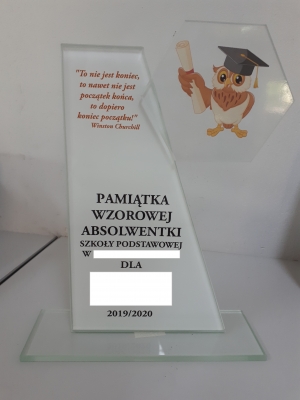 "To nie jest koniec,
to nawet nie jest
początek końca,
to dopiero
koniec początku!"
Winston Churchill
PAMIĄTKA
WZOROWEJ
ABSOLWENTKI
SZKOŁY PODSTAWOWEJ
W
DLA
2019/2020